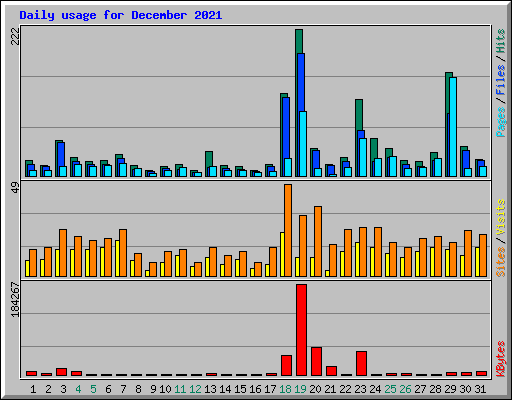 Daily usage for December 2021
222
Pages / Files / Hits
49
Sites / Visits
184267
KBytes
1 2 3 4 5 6 7 8 9 10 11 12 13 14 15 16 17 18 19 20 21 22 23 24 25 26 27 28 29 30 31